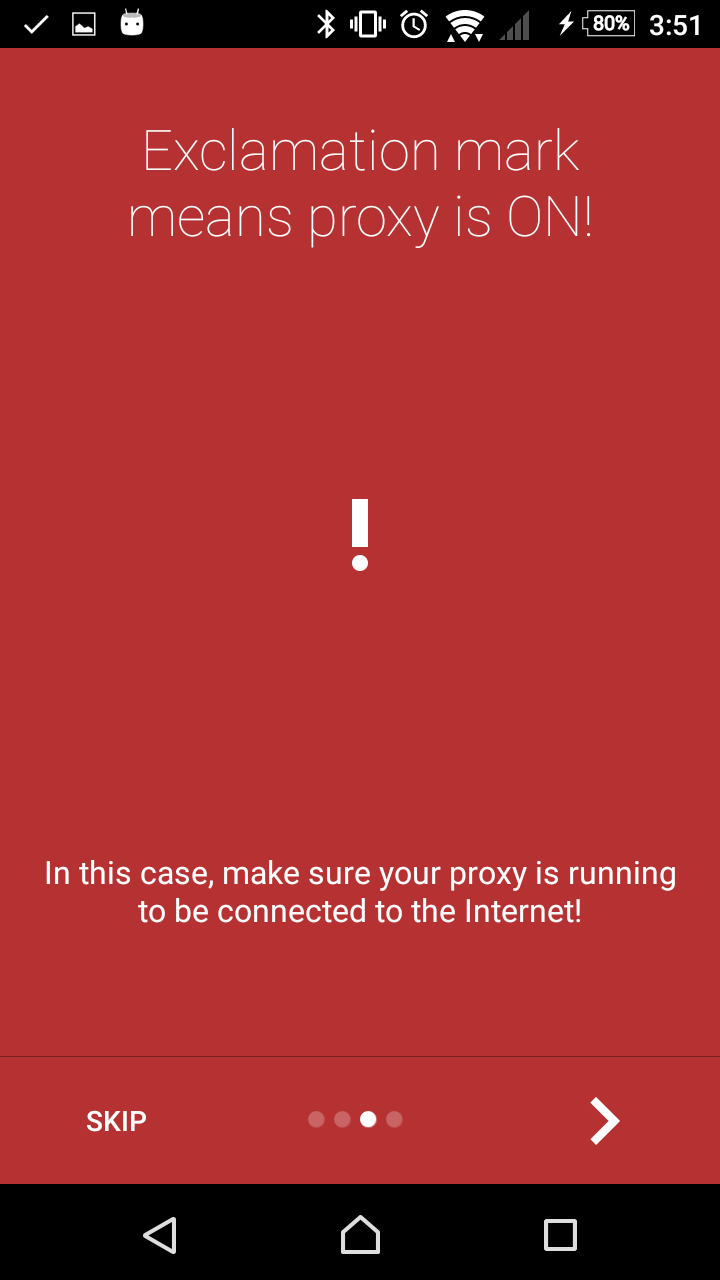 80% 3:51
Exclamation mark
means proxy is ON!
!
In this case, make sure your proxy is running
to be connected to the Internet!
SKIP